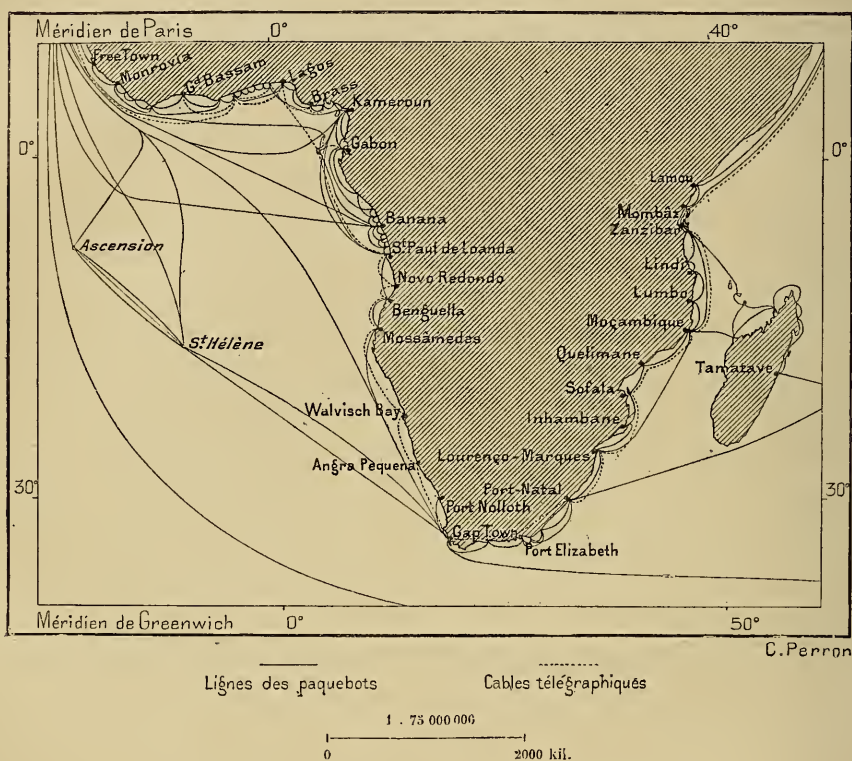 Méridien de Paris 0° 40°
Free Town
Monrovia
Gd Bassam
Lagos
Brass
Kameroun
0° Gabon 0°
Lamou
Banana
Mombâz
Zanzibar
Ascension
St Paul de Loanda
Lindi
Novo Redondo
Lumbo
Benguella
Moçambique
Mossâmedes
St Hélène
Quelimane
Tamatave
Sofala
Walvisch Bay
Inhambane
Lourenço-Marques
Angra Pequena
30° Port-Natal 30°
Port Nolloth
Cap Town
Port Elizabeth
Méridien de Greenwich 0° 50°
C. Perron
Lignes des paquebots Cables télégraphiques
1 . 75 000 000
0 2000 kil.